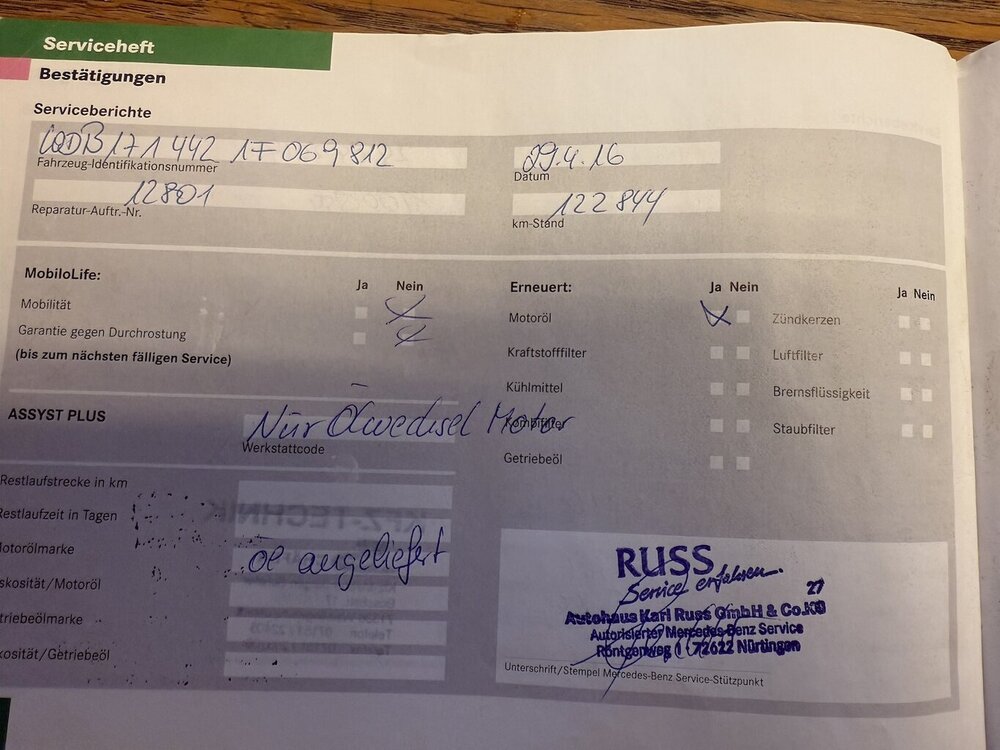 Serviceheft
Bestätigungen
Serviceberichte
WDB171442 1F069812
Fahrzeug-Identifikationsnummer
29.4.16
Datum
12801
Reparatur-Auftr.-Nr.
122844
km-Stand
MobiloLife:
Ja Nein
Mobilität
Garantie gegen Durchrostung
(bis zum nächsten fälligen Service)
Erneuert:
Ja Nein
Motoröl
Kraftstofffilter
Kühlmittel
Kombifilter
Getriebeöl
Ja Nein
Zündkerzen
Luftfilter
Bremsflüssigkeit
Staubfilter
ASSYST PLUS
Nur Ölwechsel Motor
Werkstattcode
Restlaufstrecke in km
Restlaufzeit in Tagen
otorölmarke
skosität/Motoröl
triebeölmarke
kosität/Getriebeöl
öl angeliefert
RUSS
Service erfahren.
27
Autohaus Karl Russ GmbH & Co.KG
Autorisierter Mercedes-Benz Service
Röntgenweg 1 72622 Nürtingen
Unterschrift/Stempel Mercedes-Benz Service-Stützpunkt